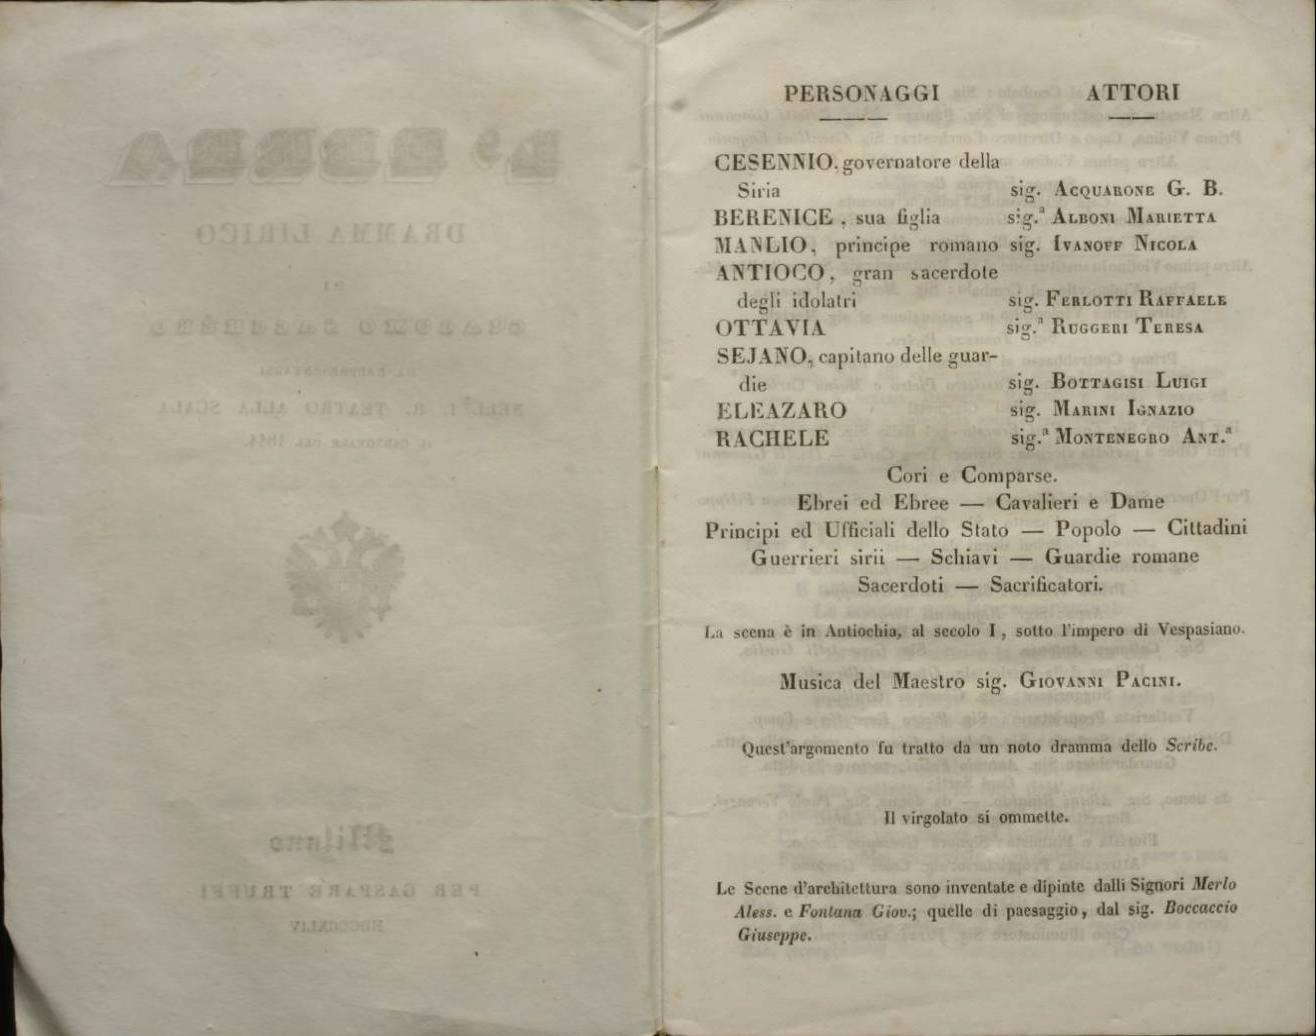 PERSONAGGI ATTORI
CESENNIO, governatore della
Siria sig. ACQUARONE G. B.
BERENICE, sua figlia sig.ª ALBONI MARIETTA
MANLIO, principe romano sig. IVANOFF NICOLA
ANTIOCO, gran sacerdote
degli idolatri sig. FERLOTTI RAFFAELE
OTTAVIA sig.ª RUGGERI TERESA
SEJANO, capitano delle guar-
die sig. BOTTAGISI LUIGI
ELEAZARO sig. MARINI IGNAZIO
RACHELE sig.ª MONTENEGRO ANT.ª
Cori e Comparse.
Ebrei ed Ebree — Cavalieri e Dame
Principi ed Ufficiali dello Stato — Popolo — Cittadini
Guerrieri sirii — Schiavi — Guardie romane
Sacerdoti — Sacrificatori.
La scena è in Antiochia, al secolo I, sotto l'impero di Vespasiano.
Musica del Maestro sig. GIOVANNI PACINI.
Quest'argomento fu tratto da un noto dramma dello Scribe.
Il virgolato si ommette.
Le Scene d'architettura sono inventate e dipinte dalli Signori Merlo
Aless. e Fontana Giov.; quelle di paesaggio, dal sig. Boccaccio
Giuseppe.